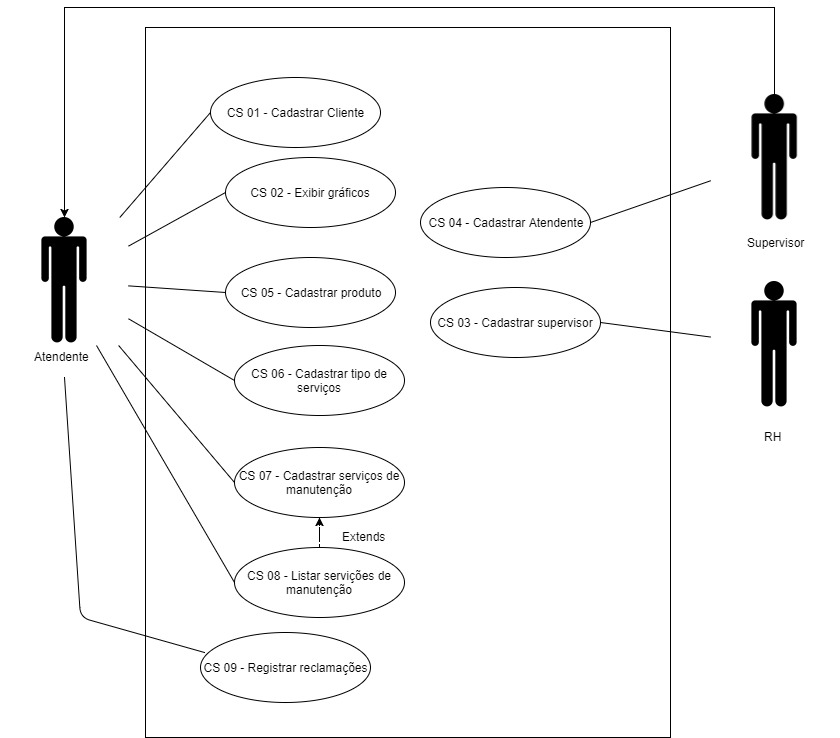 CS 01 - Cadastrar Cliente
CS 02 - Exibir gráficos
CS 04 - Cadastrar Atendente
Supervisor
CS 05 - Cadastrar produto
CS 03 - Cadastrar supervisor
Atendente
CS 06 - Cadastrar tipo de
serviços
RH
CS 07 - Cadastrar serviços de
manutenção
Extends
CS 08 - Listar servições de
manutenção
CS 09 - Registrar reclamações